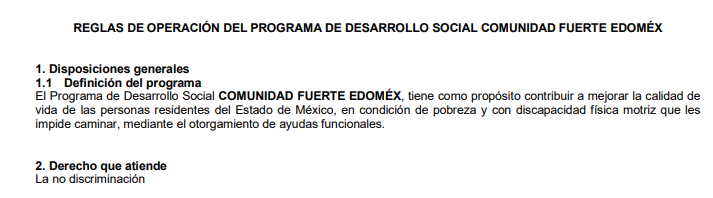 REGLAS DE OPERACIÓN DEL PROGRAMA DE DESARROLLO SOCIAL COMUNIDAD FUERTE EDOMÉX
1. Disposiciones generales
1.1 Definición del programa
El Programa de Desarrollo Social COMUNIDAD FUERTE EDOMÉX, tiene como propósito contribuir a mejorar la calidad de
vida de las personas residentes del Estado de México, en condición de pobreza y con discapacidad física motriz que les
impide caminar, mediante el otorgamiento de ayudas funcionales.
2. Derecho que atiende
La no discriminación